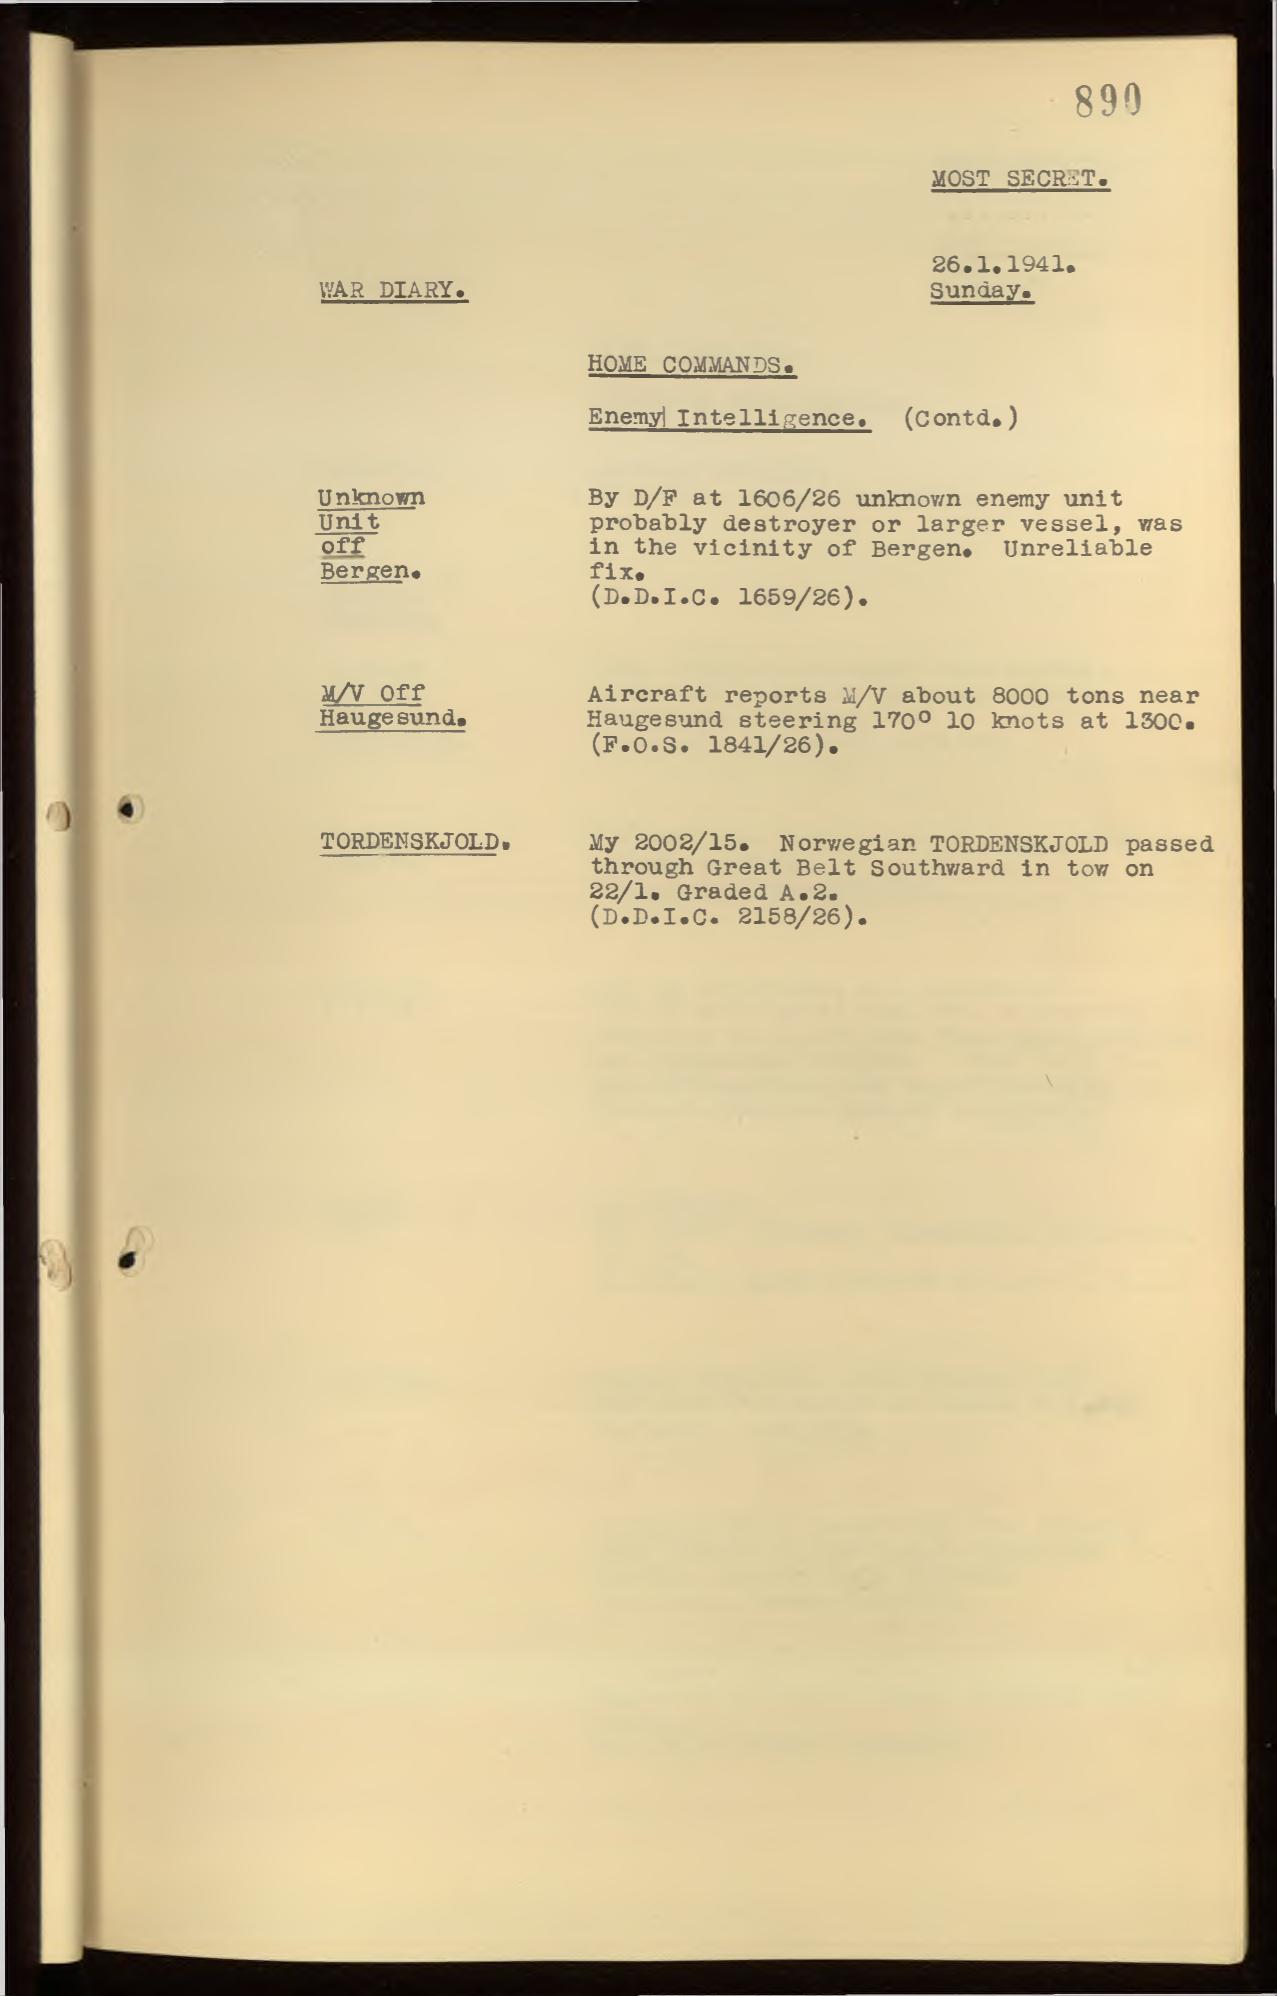 890
MOST SECRET.
26.1.1941.
WAR DIARY.
Sunday.
HOME COMMANDS.
Enemy Intelligence. (Contd.)
Unknown
Unit
off
Bergen.
By D/F at 1606/26 unknown enemy unit
probably destroyer or larger vessel, was
in the vicinity of Bergen. Unreliable
fix.
(D.D.I.C. 1659/26).
M/V Off
Haugesund.
Aircraft reports M/V about 8000 tons near
Haugesund steering 170° 10 knots at 1300.
(F.O.S. 1841/26).
TORDENSKJOLD.
My 2002/15. Norwegian TORDENSKJOLD passed
through Great Belt Southward in tow on
22/1. Graded A.2.
(D.D.I.C. 2158/26).